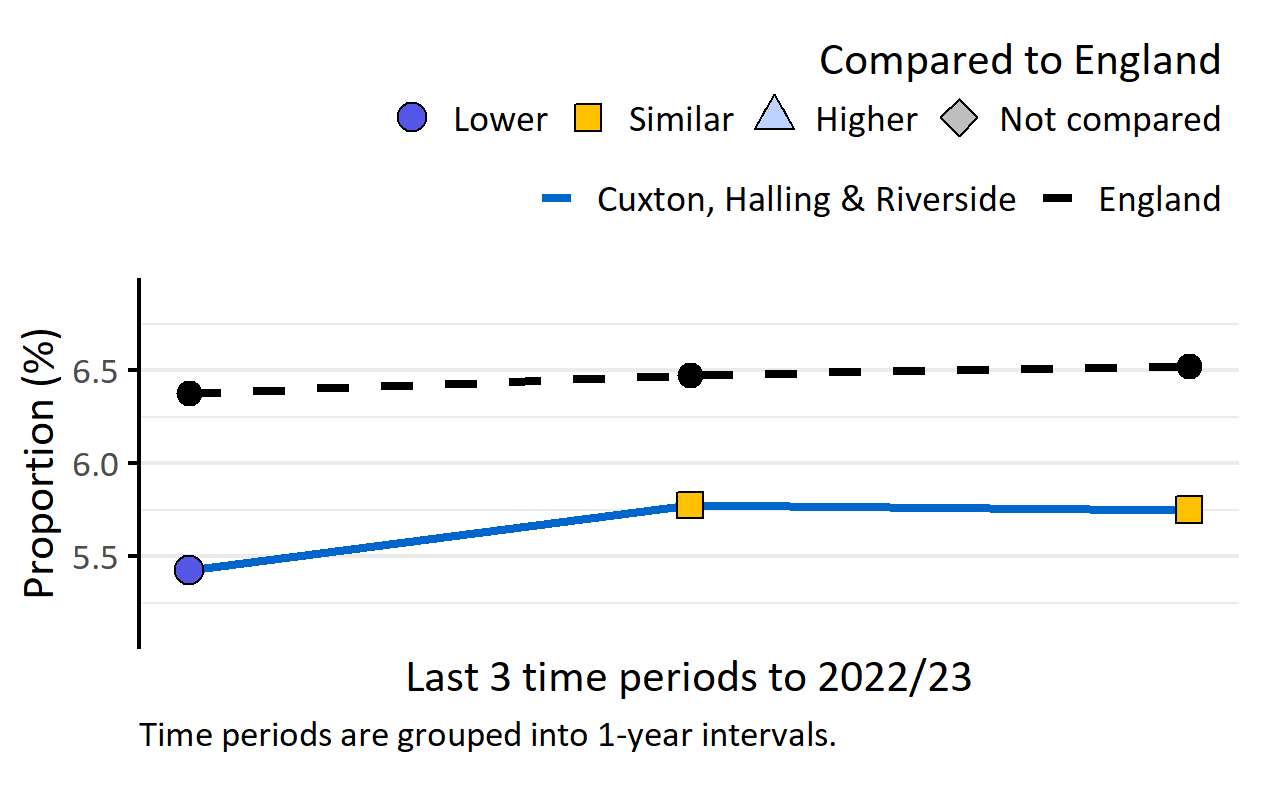 Compared to England
Lower Similar Higher Not compared
Cuxton, Halling & Riverside England
Proportion (%)
6.5
6.0
5.5
Last 3 time periods to 2022/23
Time periods are grouped into 1-year intervals.